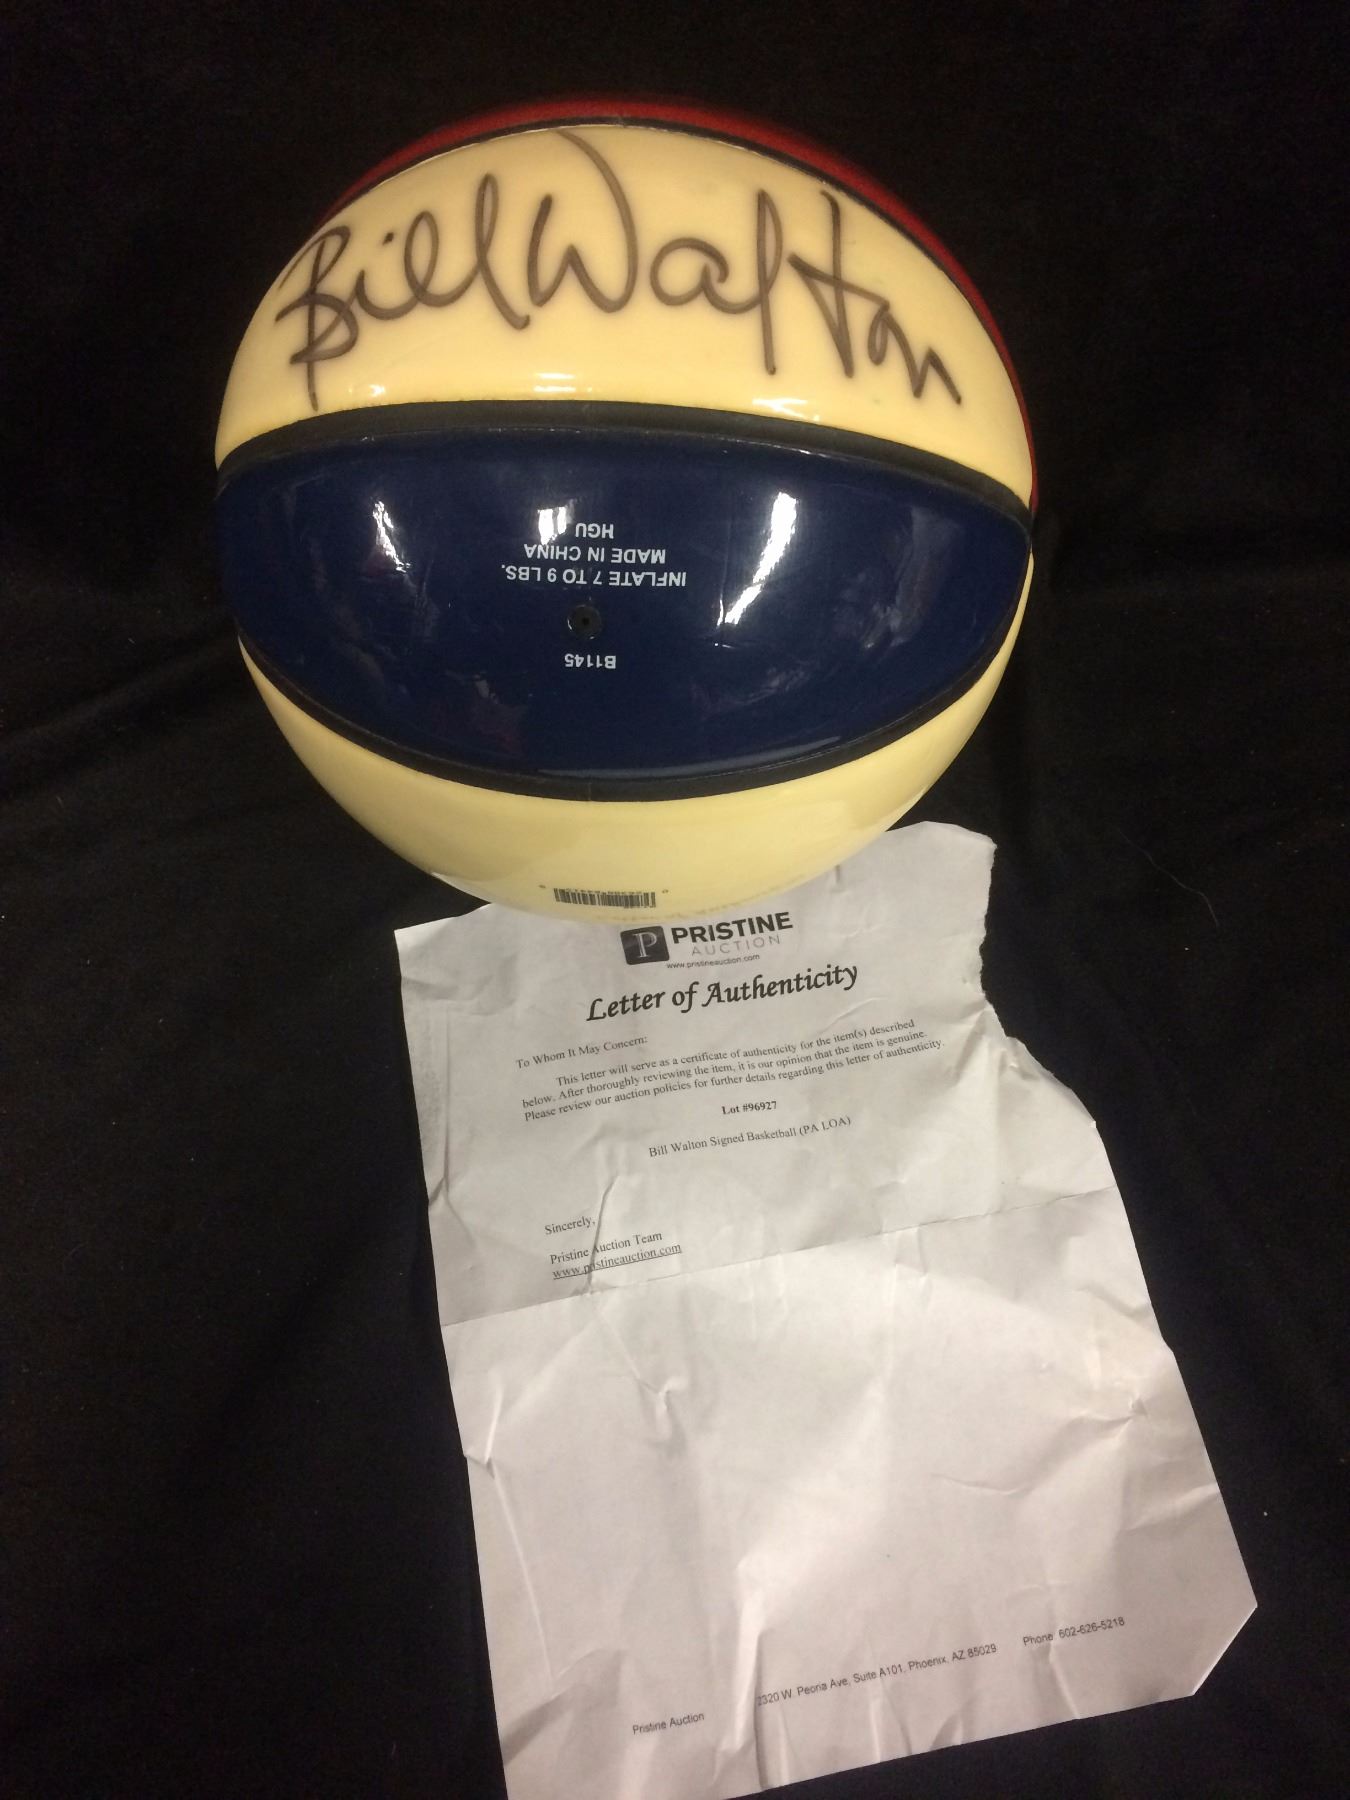 Bill Walton
HGU
MADE IN CHINA
INFLATE 7 TO 9 LBS.
B1145
P PRISTINE
AUCTION
www.pristineauction.com
Letter of Authenticity
To Whom It May Concern:
This letter will serve as a certificate of authenticity for the item(s) described
below. After thoroughly reviewing the item, it is our opinion that the item is genuine.
Please review our auction policies for further details regarding this letter of authenticity.
Lot #96927
Bill Walton Signed Basketball (PA LOA)
Sincerely,
Pristine Auction Team
www.pristineauction.com
Pristine Auction 2320 W. Peoria Ave, Suite A101, Phoenix, AZ 85029 Phone: 602-626-5218